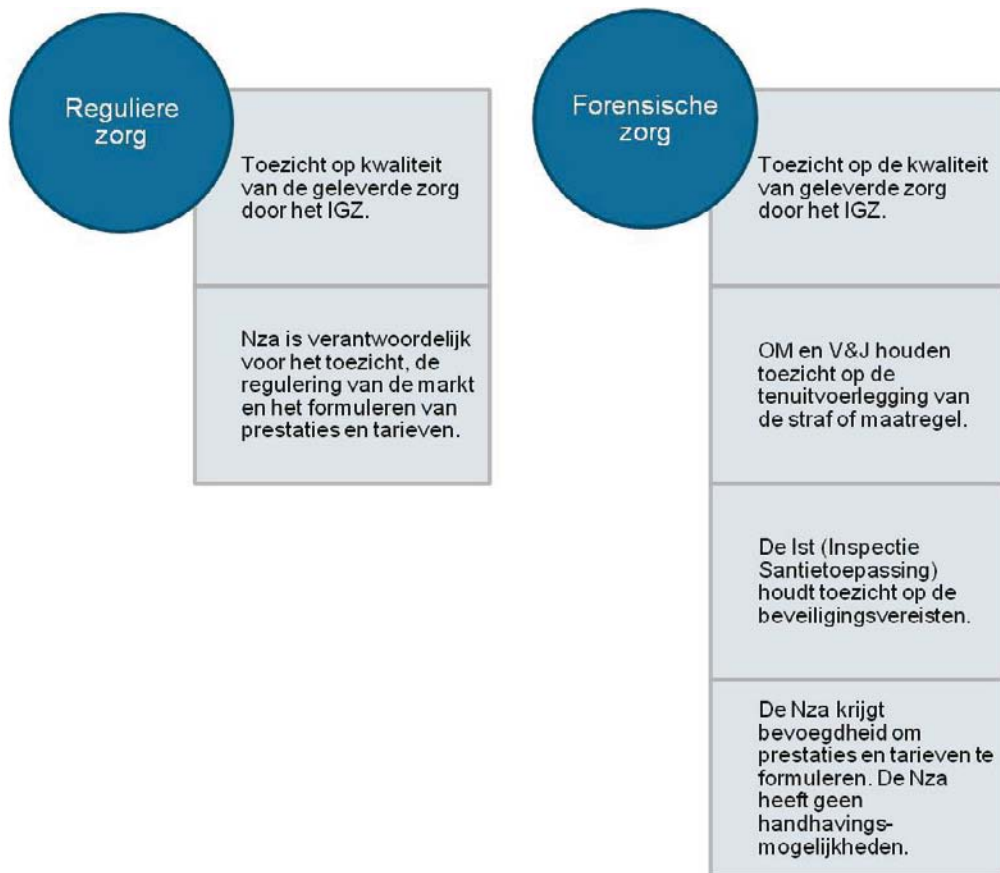 Reguliere
zorg
Toezicht op kwaliteit
van de geleverde zorg
door het IGZ.
Nza is verantwoordelijk
voor het toezicht, de
regulering van de markt
en het formuleren van
prestaties en tarieven.
Forensische
zorg
Toezicht op de kwaliteit
van geleverde zorg
door het IGZ.
OM en V&J houden
toezicht op de
tenuitvoerlegging van
de straf of maatregel.
De Ist (Inspectie
Santietoepassing)
houdt toezicht op de
beveiligingsvereisten.
De Nza krijgt
bevoegdheid om
prestaties en tarieven te
formuleren. De Nza
heeft geen
handhavings-
mogelijkheden.